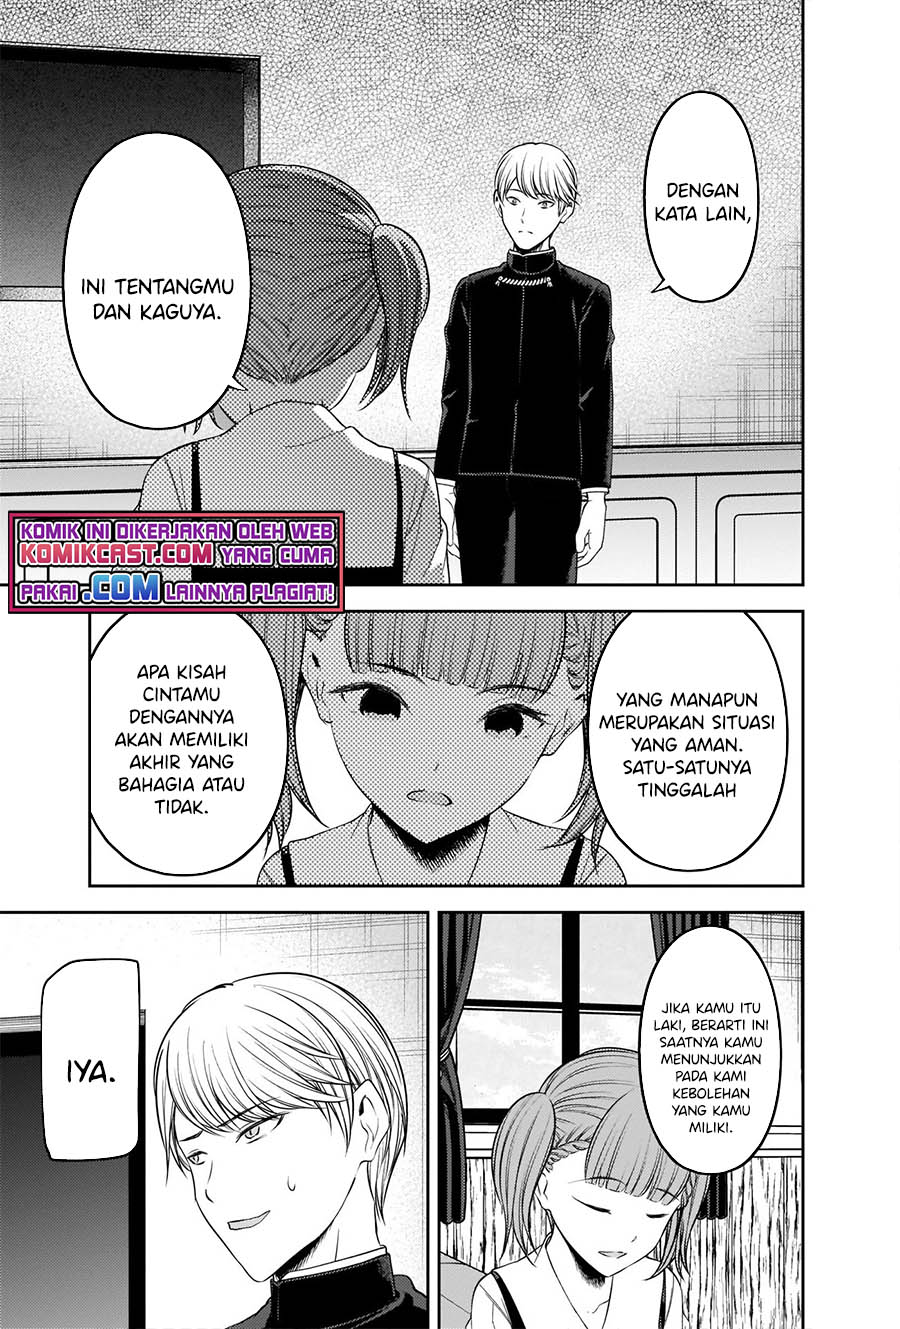 DENGAN
KATA LAIN,
INI TENTANGMU
DAN KAGUYA.
KOMIK INI DIKERJAKAN OLEH WEB
KOMIKCAST.COM YANG CUMA
PAKAI .COM LAINNYA PLAGIAT!
YANG MANAPUN
MERUPAKAN SITUASI
YANG AMAN.
SATU-SATUNYA
TINGGALAH
APA KISAH
CINTAMU
DENGANNYA
AKAN MEMILIKI
AKHIR YANG
BAHAGIA ATAU
TIDAK.
JIKA KAMU ITU
LAKI, BERARTI INI
SAATNYA KAMU
MENUNJUKKAN
PADA KAMI
KEBOLEHAN
YANG KAMU
MILIKI.
IYA.